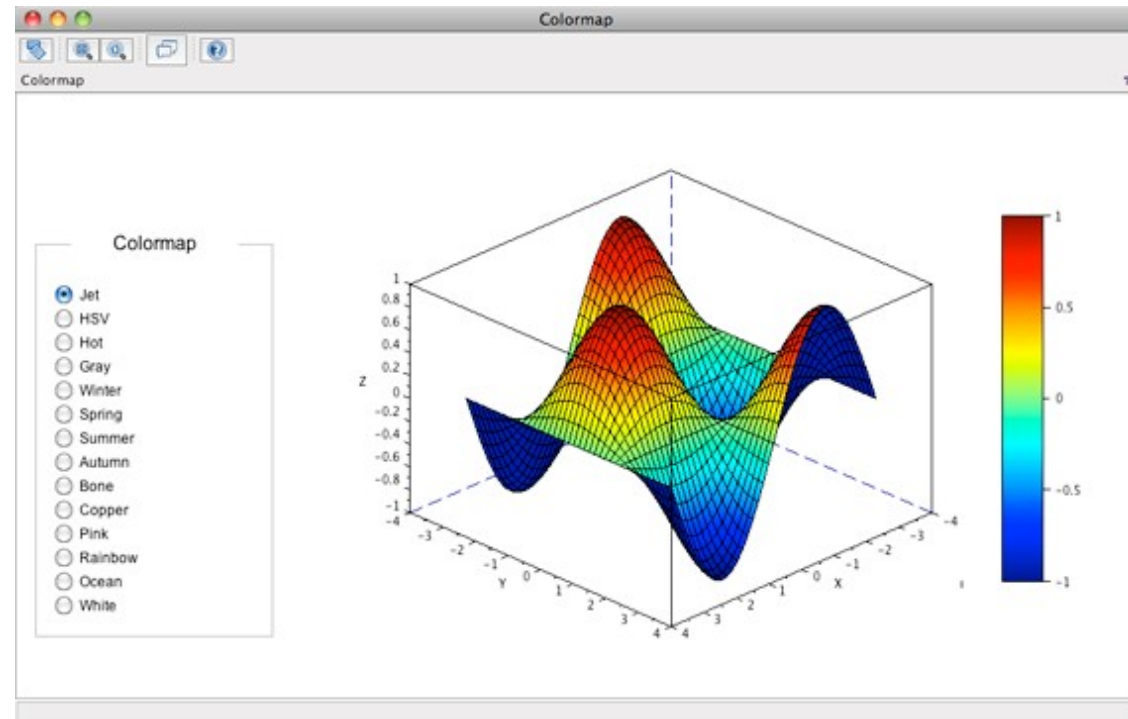 Colormap
Colormap
Colormap
Jet
HSV
Hot
Gray
Winter
Spring
Summer
Autumn
Bone
Copper
Pink
Rainbow
Ocean
White
Z
1
0.8
0.6
0.4
0.2
0
-0.2
-0.4
-0.6
-0.8
-1
-4
-3
-2
-1
0
1
2
3
4
Y
4
3
2
1
0
-1
-2
-3
-4
X
1
0.5
0
-0.5
-1